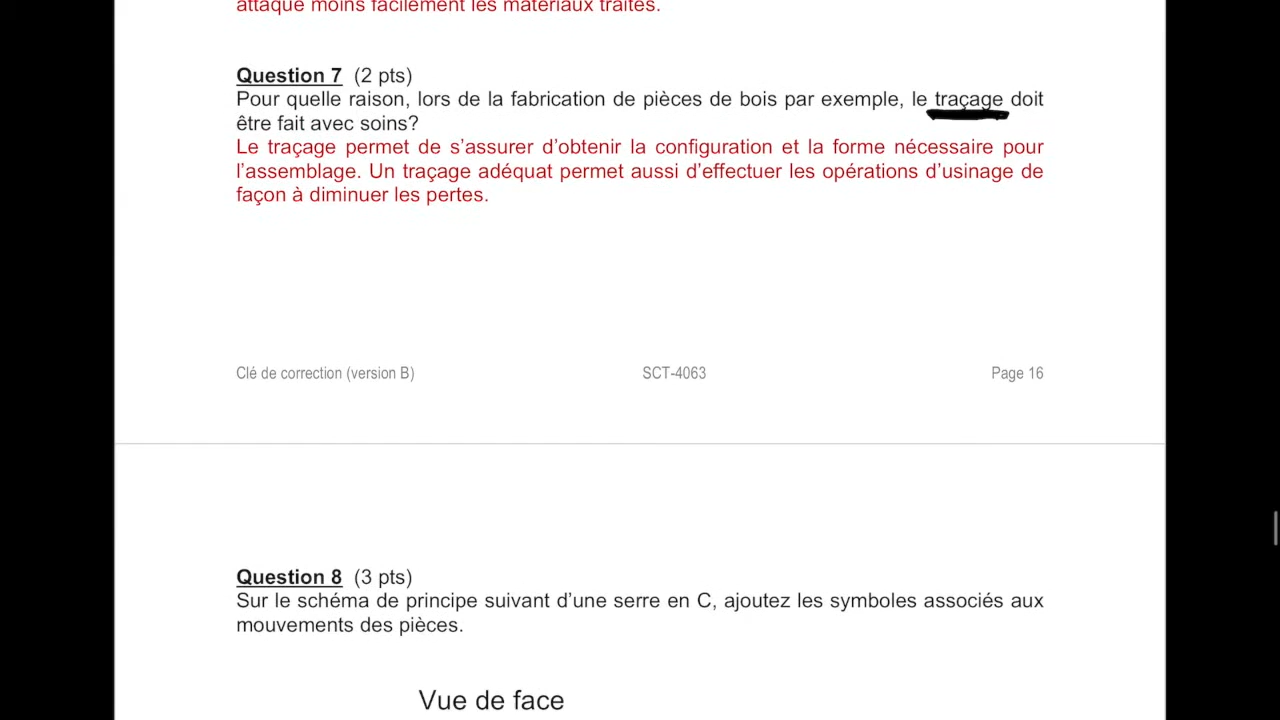 attaque moins facilement les matériaux traités.
Question 7 (2 pts)
Pour quelle raison, lors de la fabrication de pièces de bois par exemple, le traçage doit
être fait avec soins?
Le traçage permet de s’assurer d’obtenir la configuration et la forme nécessaire pour
l’assemblage. Un traçage adéquat permet aussi d’effectuer les opérations d’usinage de
façon à diminuer les pertes.
Clé de correction (version B) SCT-4063 Page 16
Question 8 (3 pts)
Sur le schéma de principe suivant d’une serre en C, ajoutez les symboles associés aux
mouvements des pièces.
Vue de face